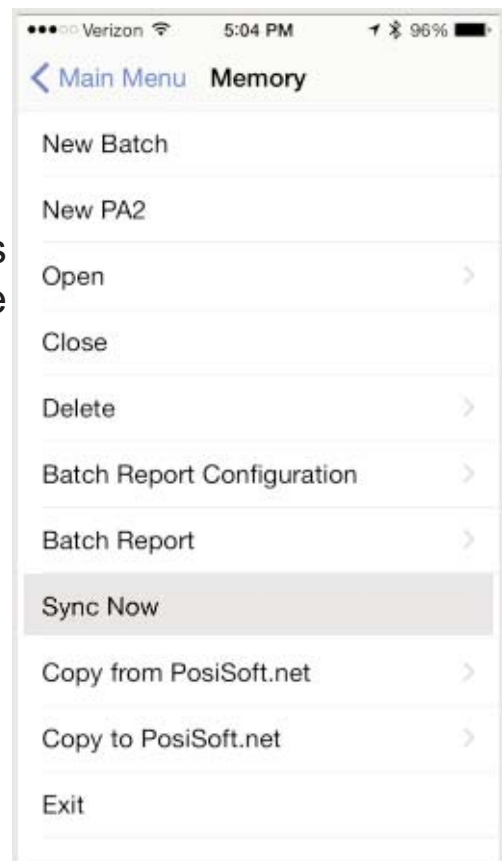 Verizon 5:04 PM 96%
Main Menu Memory
New Batch
New PA2
s
Open
e
Close
Delete
Batch Report Configuration
Batch Report
Sync Now
Copy from PosiSoft.net
Copy to PosiSoft.net
Exit